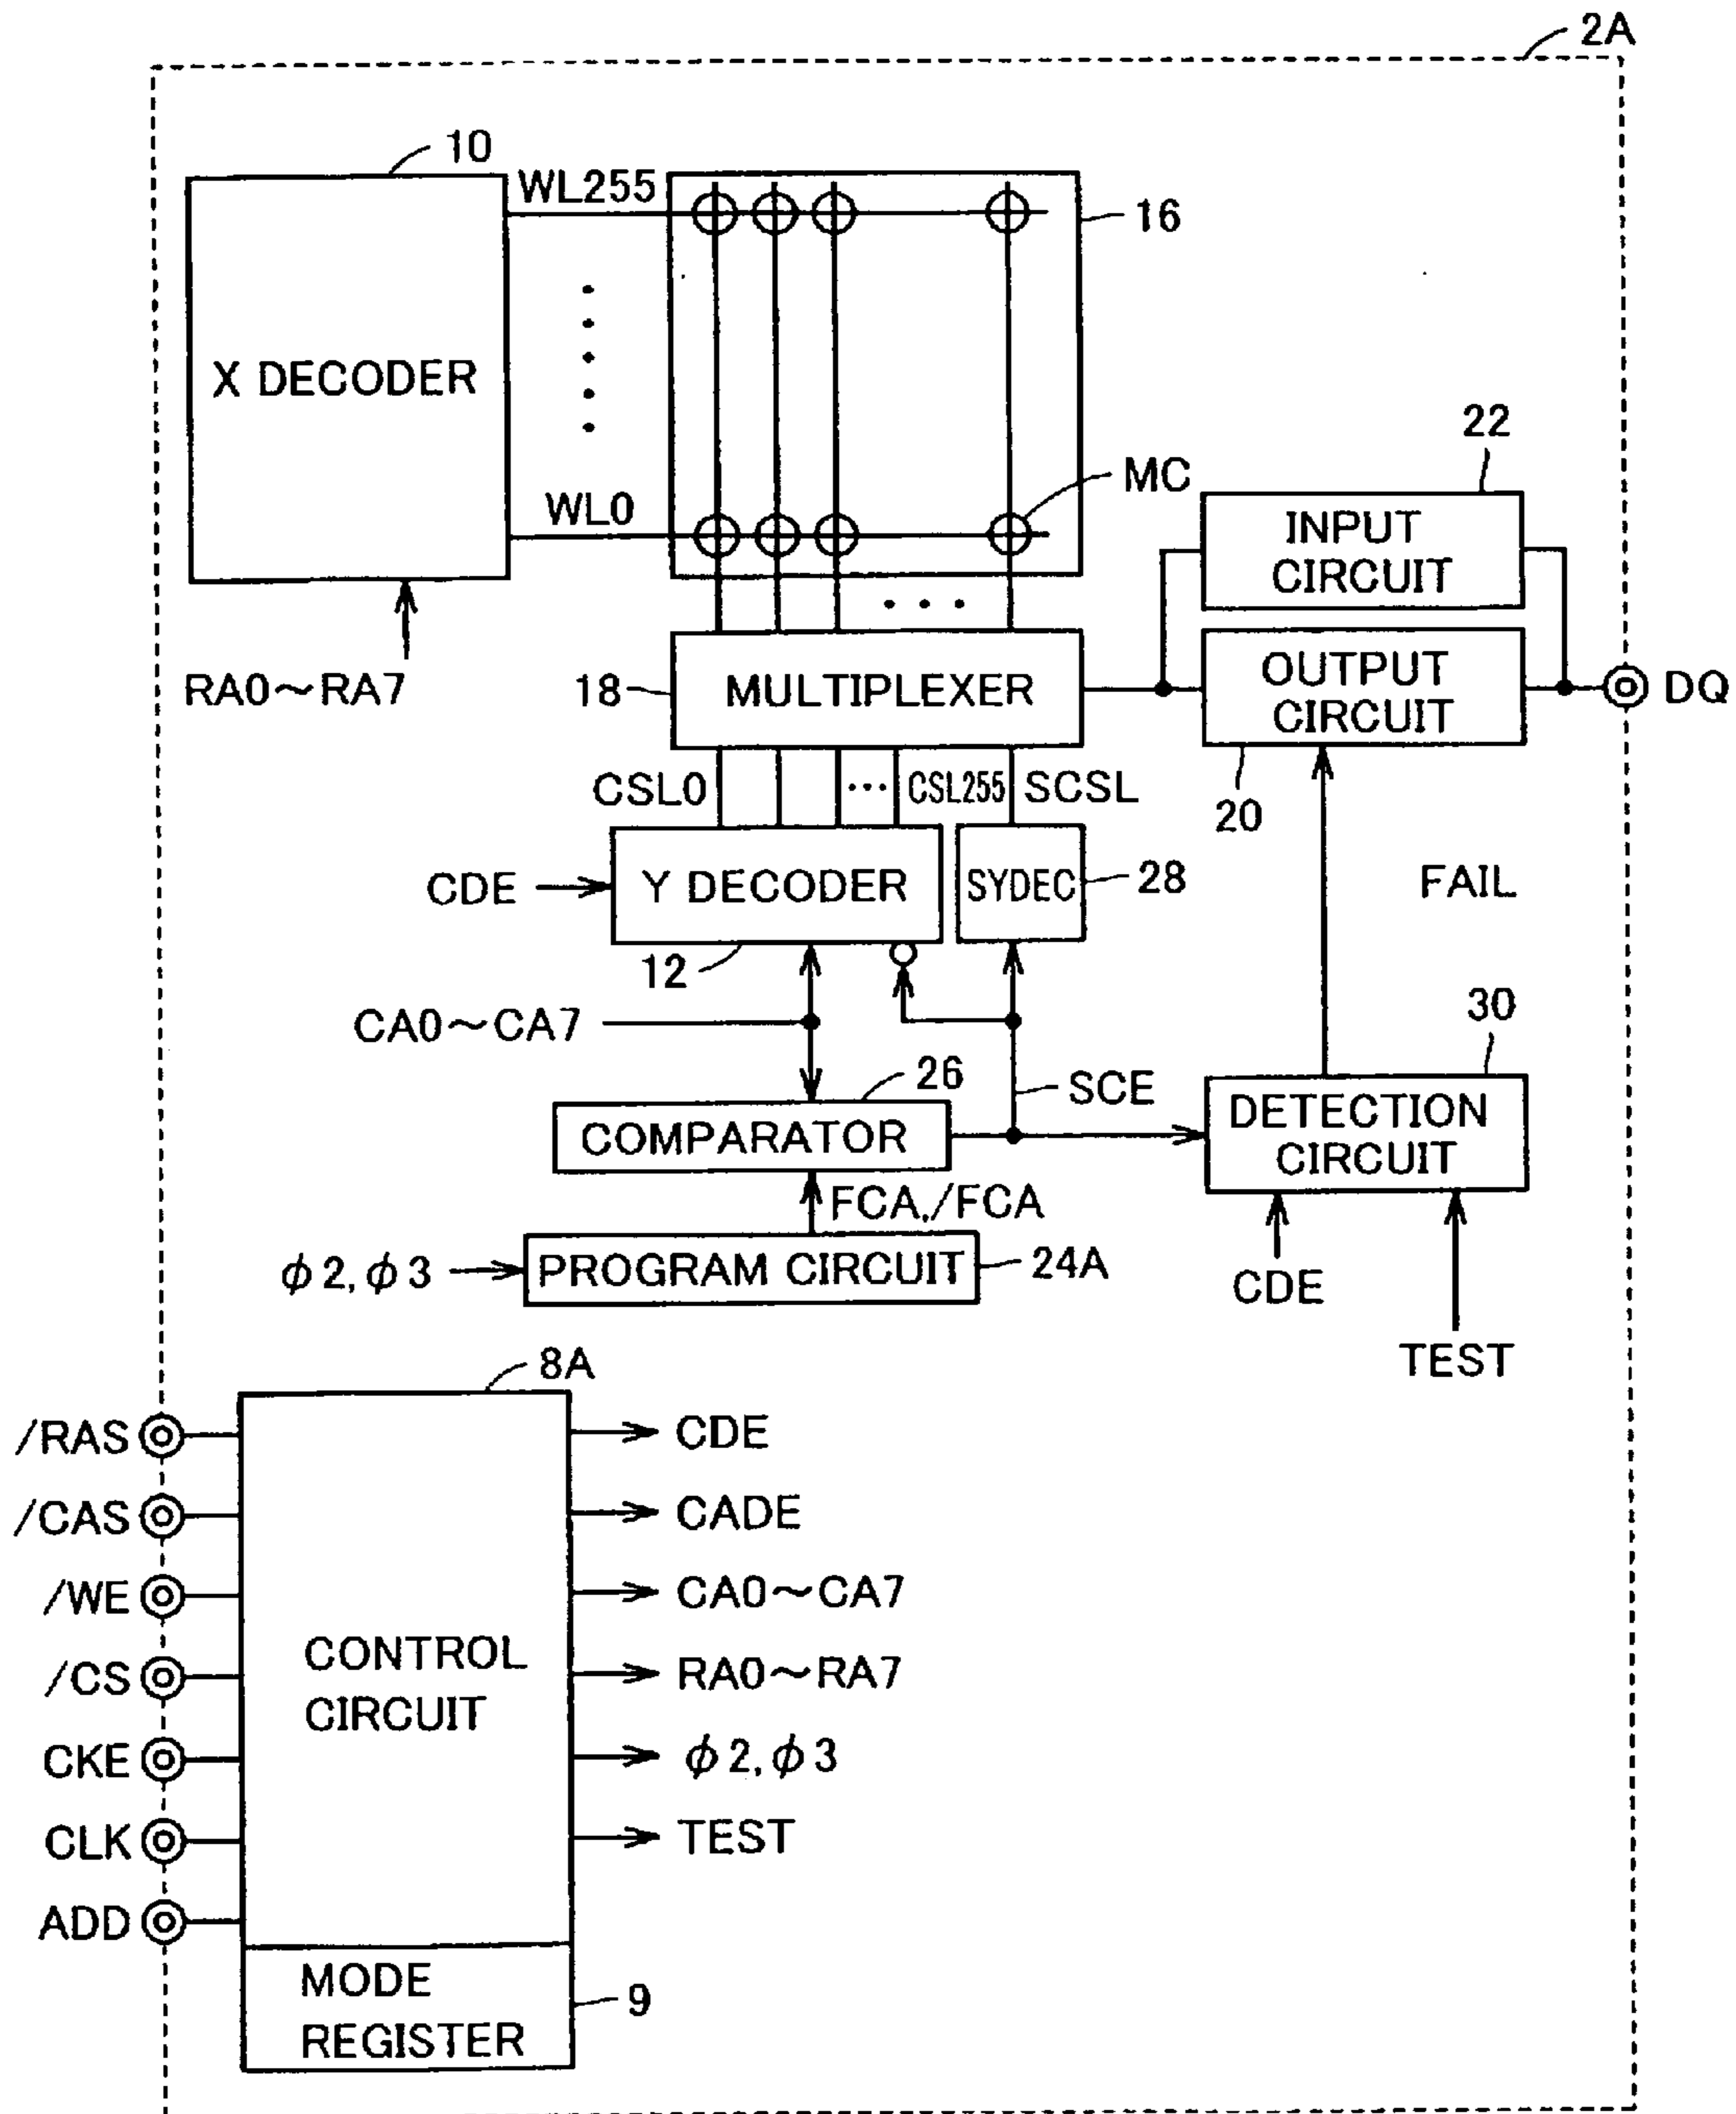 2A
10
WL255
16
X DECODER
22
MC
INPUT
CIRCUIT
WL0
RA0～RA7
18
MULTIPLEXER
OUTPUT
CIRCUIT
DQ
CSL0
...
CSL255
SCSL
20
CDE
Y DECODER
SYDEC
28
FAIL
12
CA0～CA7
30
26
SCE
COMPARATOR
DETECTION
CIRCUIT
FCA,/FCA
φ2,φ3
PROGRAM CIRCUIT
24A
CDE
TEST
8A
/RAS
CDE
/CAS
CADE
/WE
CA0～CA7
CONTROL
CIRCUIT
/CS
RA0～RA7
CKE
φ2,φ3
CLK
TEST
ADD
MODE
REGISTER
9